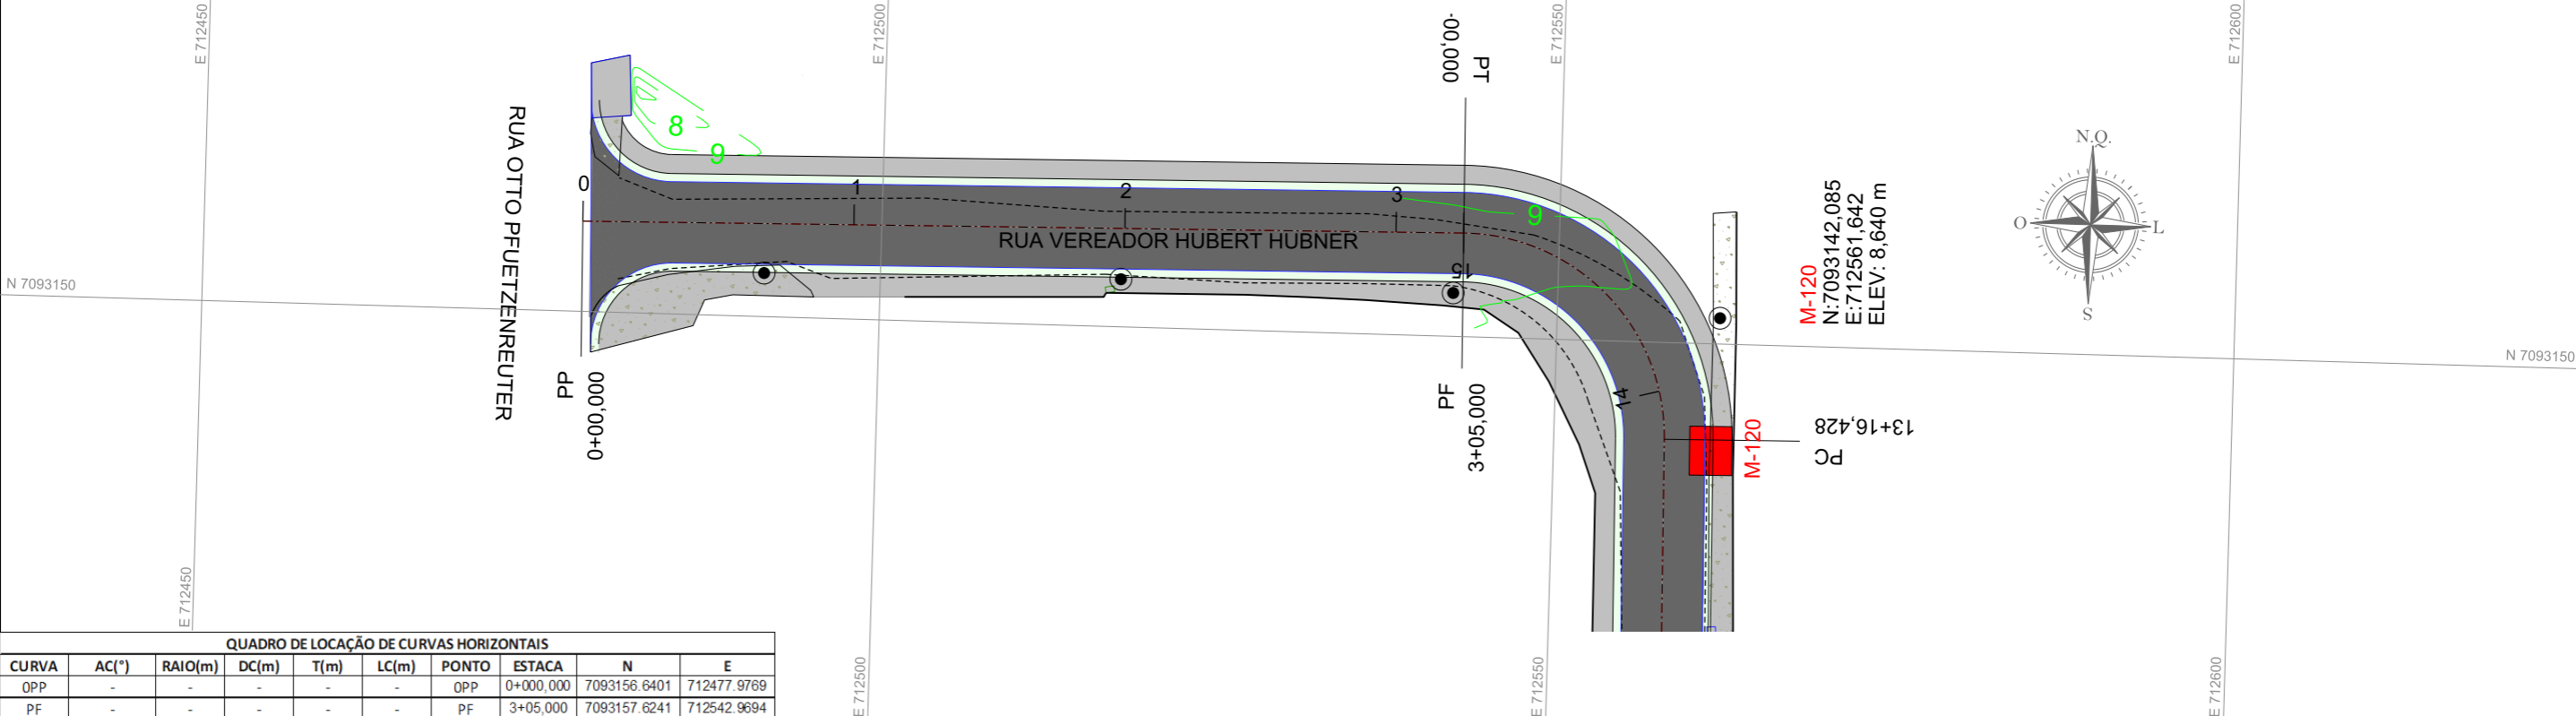 E 712450
E 712500
E 712550
E 712600
-00,000
PT
N.Q.
O
L
S
RUA OTTO PFUETZENREUTER
8
9
0
1
2
3
9
RUA VEREADOR HUBERT HUBNER
15
14
M-120
N:7093142,085
E:712561,642
ELEV: 8,640 m
N 7093150
N 7093150
PP
0+00,000
PF
3+05,000
M-120
13+16,428
PC
E 712450
E 712500
E 712550
E 712600
QUADRO DE LOCAÇÃO DE CURVAS HORIZONTAIS
CURVA AC(°) RAIO(m) DC(m) T(m) LC(m) PONTO ESTACA N E
0PP - - - - - 0PP 0+000,000 7093156.6401 712477.9769
PF - - - - - PF 3+05,000 7093157.6241 712542.9694